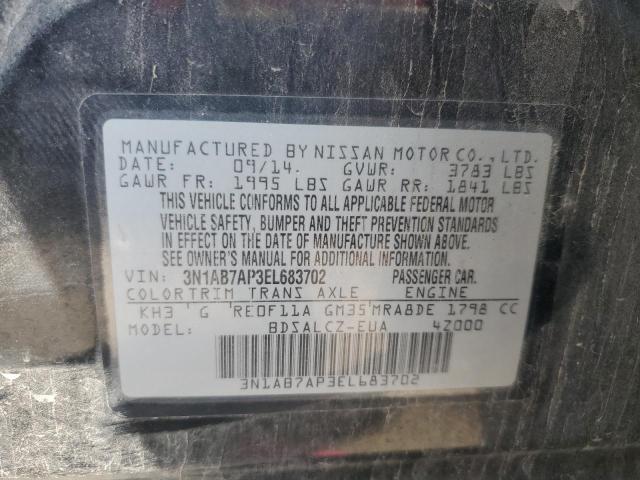 MANUFACTURED BY NISSAN MOTOR CO., LTD.
DATE: 09/14. GVWR: 3783 LBS
GAWR FR: 1995 LBS GAWR RR: 1841 LBS
THIS VEHICLE CONFORMS TO ALL APPLICABLE FEDERAL MOTOR
VEHICLE SAFETY, BUMPER AND THEFT PREVENTION STANDARDS
IN EFFECT ON THE DATE OF MANUFACTURE SHOWN ABOVE.
SEE OWNER'S MANUAL FOR ADDITIONAL INFORMATION.
VIN: 3N1AB7AP3EL683702 PASSENGER CAR.
COLOR TRIM TRANS AXLE ENGINE
KH3 G RE0F11A GM35 MRA8DE 1798 CC
MODEL: BDSALCZ-EUA 4Z000
3N1AB7AP3EL683702